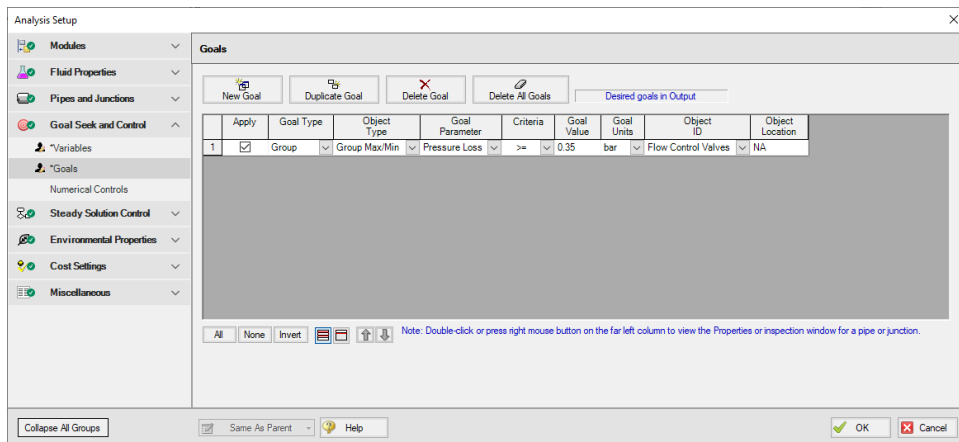 Analysis Setup
Modules
Fluid Properties
Pipes and Junctions
Goal Seek and Control
*Variables
*Goals
Numerical Controls
Steady Solution Control
Environmental Properties
Cost Settings
Miscellaneous
Goals
New Goal Duplicate Goal Delete Goal Delete All Goals Desired goals in Output
Apply Goal Type Object Type Goal Parameter Criteria Goal Value Goal Units Object ID Object Location
1 Group Group Max/Min Pressure Loss >= 0.35 bar Flow Control Valves NA
All None Invert Note: Double-click or press right mouse button on the far left column to view the Properties or inspection window for a pipe or junction.
Collapse All Groups Same As Parent Help OK Cancel